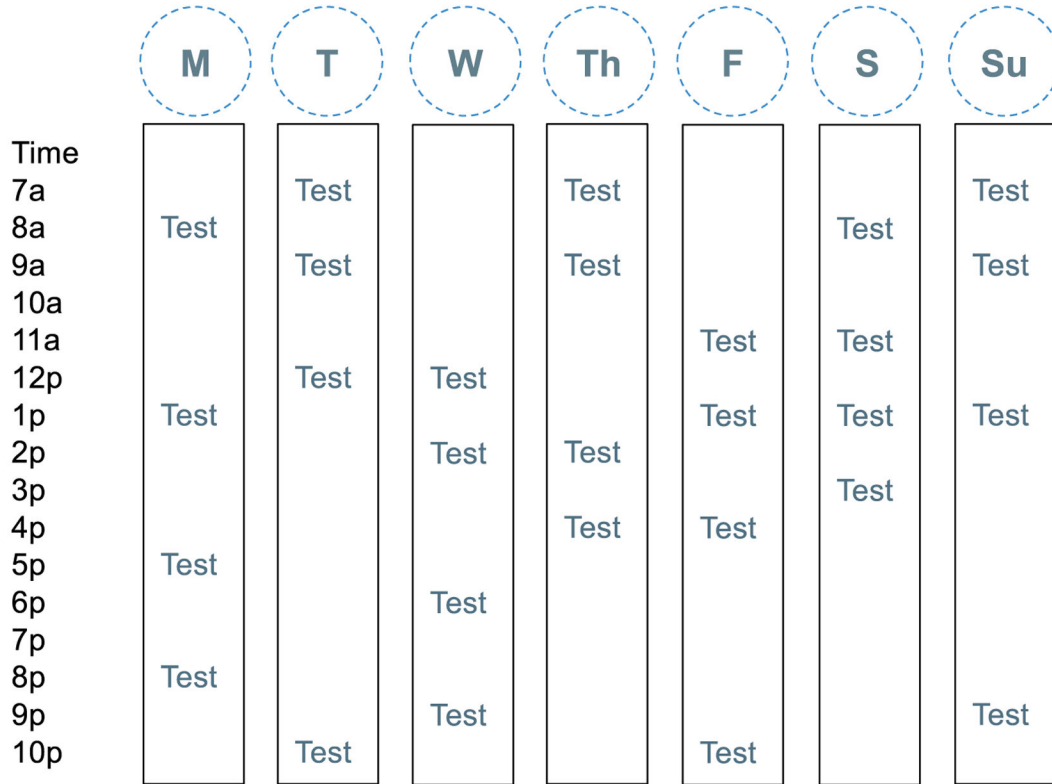 M T W Th F S Su
Time
7a Test Test Test
8a Test Test
9a Test Test Test
10a
11a Test Test
12p Test Test
1p Test Test Test Test
2p Test Test
3p Test
4p Test Test
5p Test
6p Test
7p
8p Test
9p Test Test
10p Test Test